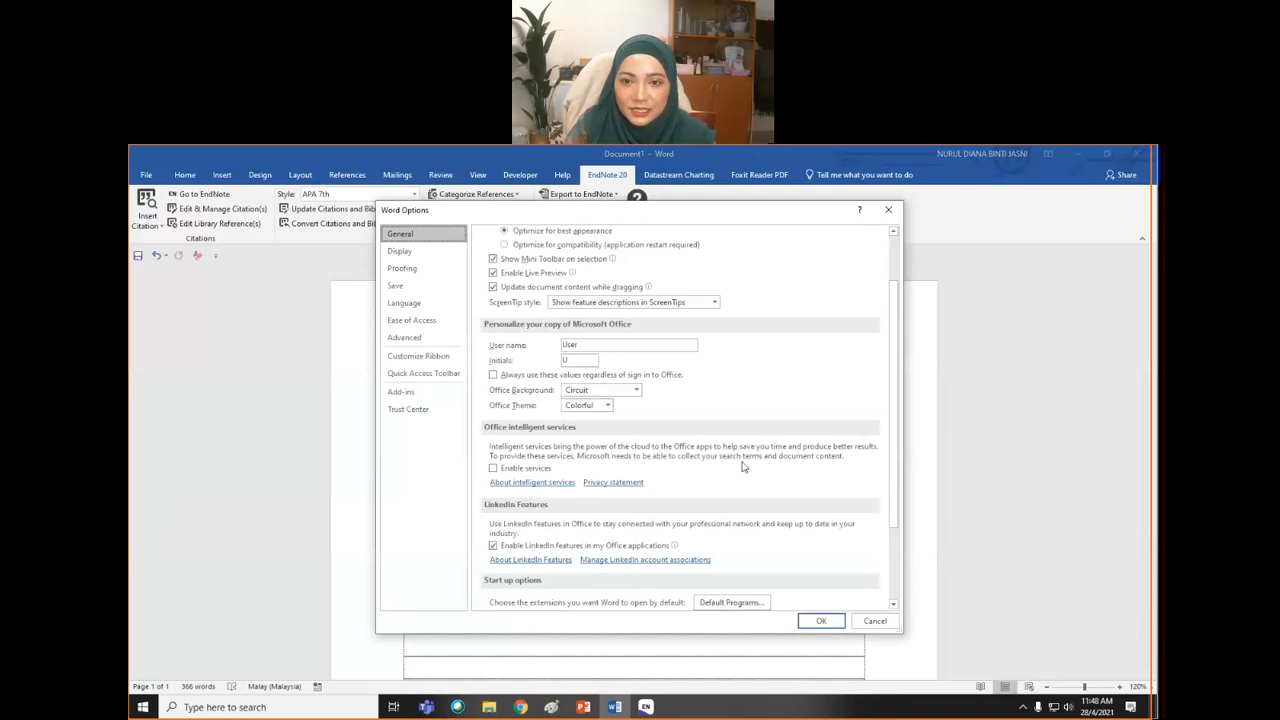 Document1 - Word
NURUL DIANA BINTI JASNI
File Home Insert Design Layout References Mailings Review View Developer Help EndNote 20 Datastream Charting Foxit Reader PDF Tell me what you want to do Share
Insert Citation
Go to EndNote
Edit & Manage Citation(s)
Edit Library Reference(s)
Citations
Style: APA 7th
Update Citations and Bib
Convert Citations and Bib
Categorize References
Export to EndNote
Word Options
General
Display
Proofing
Save
Language
Ease of Access
Advanced
Customize Ribbon
Quick Access Toolbar
Add-ins
Trust Center
Optimize for best appearance
Optimize for compatibility (application restart required)
Show Mini Toolbar on selection
Enable Live Preview
Update document content while dragging
ScreenTip style: Show feature descriptions in ScreenTips
Personalize your copy of Microsoft Office
User name: User
Initials: U
Always use these values regardless of sign in to Office.
Office Background: Circuit
Office Theme: Colorful
Office intelligent services
Intelligent services bring the power of the cloud to the Office apps to help save you time and produce better results.
To provide these services, Microsoft needs to be able to collect your search terms and document content.
Enable services
About intelligent services Privacy statement
LinkedIn Features
Use LinkedIn features in Office to stay connected with your professional network and keep up to date in your
industry.
Enable LinkedIn features in my Office applications
About LinkedIn Features Manage LinkedIn account associations
Start up options
Choose the extensions you want Word to open by default: Default Programs...
OK Cancel
Page 1 of 1 366 words Malay (Malaysia) 120%
Type here to search
EN
11:48 AM
28/4/2021